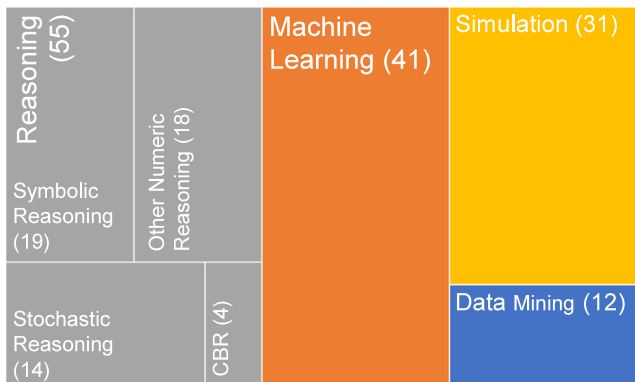 Reasoning
(55)
Symbolic
Reasoning
(19)
Other Numeric
Reasoning (18)
Stochastic
Reasoning
(14)
CBR (4)
Machine
Learning (41)
Simulation (31)
Data Mining (12)